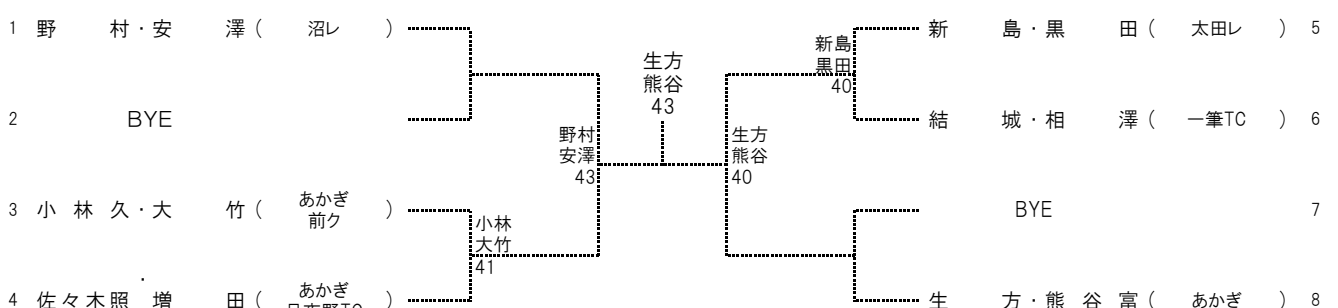 1 野 村・安 澤 ( 沼レ )
2 BYE
3 小 林 久・大 竹 ( あかぎ 前ク )
4 佐々木照・増 田 ( あかぎ
野村
安澤
43
小林
大竹
41
生方
熊谷
43
新島
黒田
40
生方
熊谷
40
新 島・黒 田 ( 太田レ ) 5
結 城・相 澤 ( 一筆TC ) 6
BYE 7
生 方・熊 谷 富 ( あかぎ ) 8